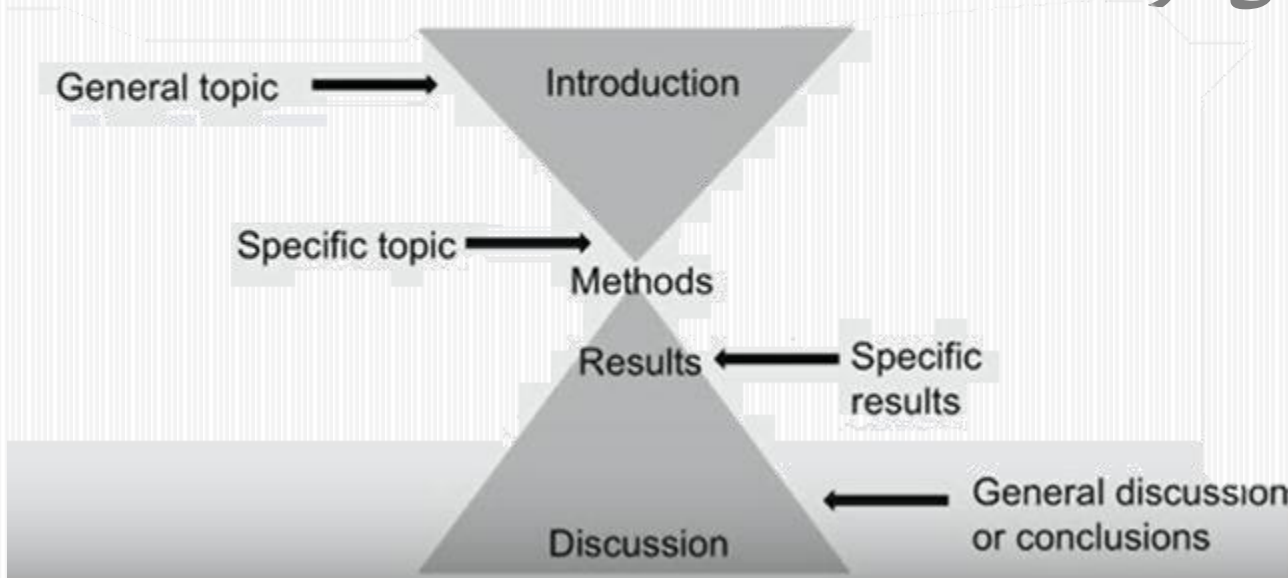 General topic
Introduction
Specific topic
Methods
Results
Specific
results
General discussion
or conclusions
Discussion